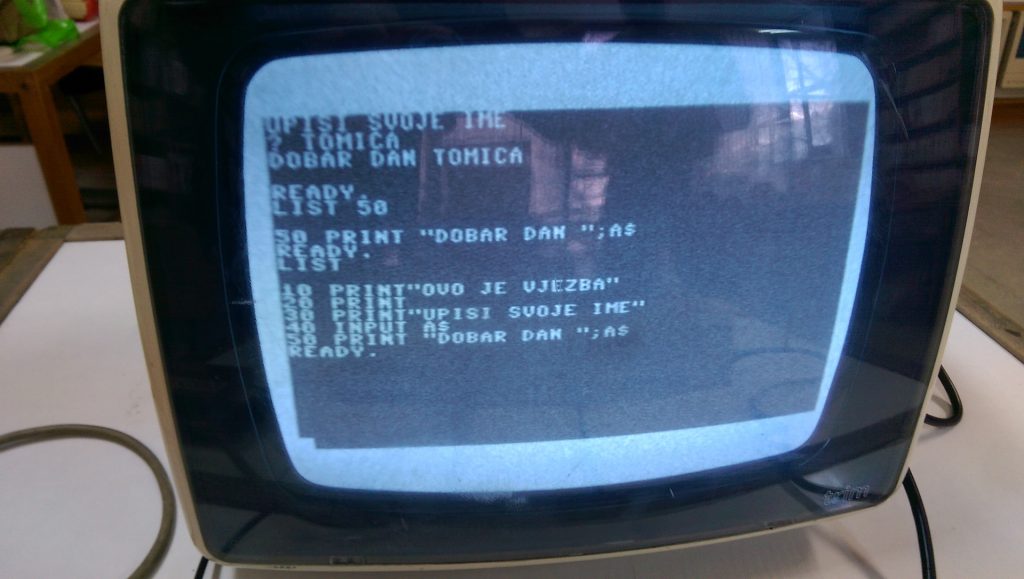 UPISI SVOJE IME
? TOMICA
DOBAR DAN TOMICA
READY.
LIST 50
50 PRINT "DOBAR DAN ";A$
READY.
LIST
10 PRINT"OVO JE VJEZBA"
20 PRINT
30 PRINT"UPISI SVOJE IME"
40 INPUT A$
50 PRINT "DOBAR DAN ";A$
READY.